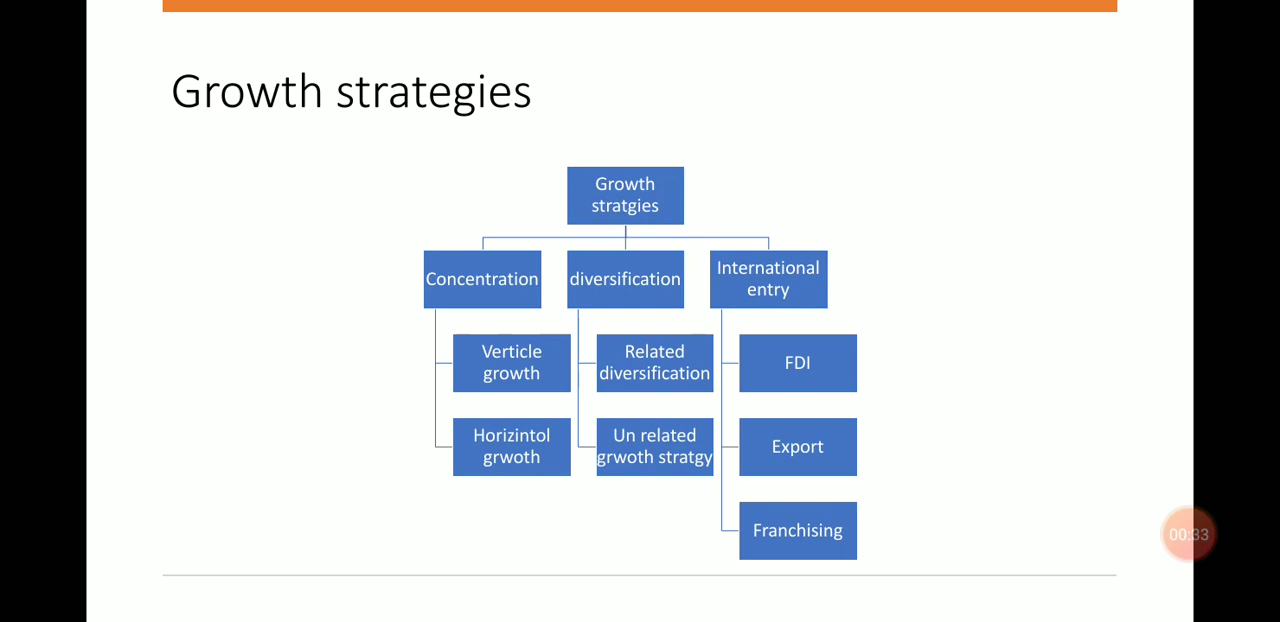 Growth strategies
Growth
stratgies
Concentration
diversification
International
entry
Verticle
growth
Related
diversification
FDI
Horizintol
grwoth
Un related
grwoth stratgy
Export
Franchising
00:33